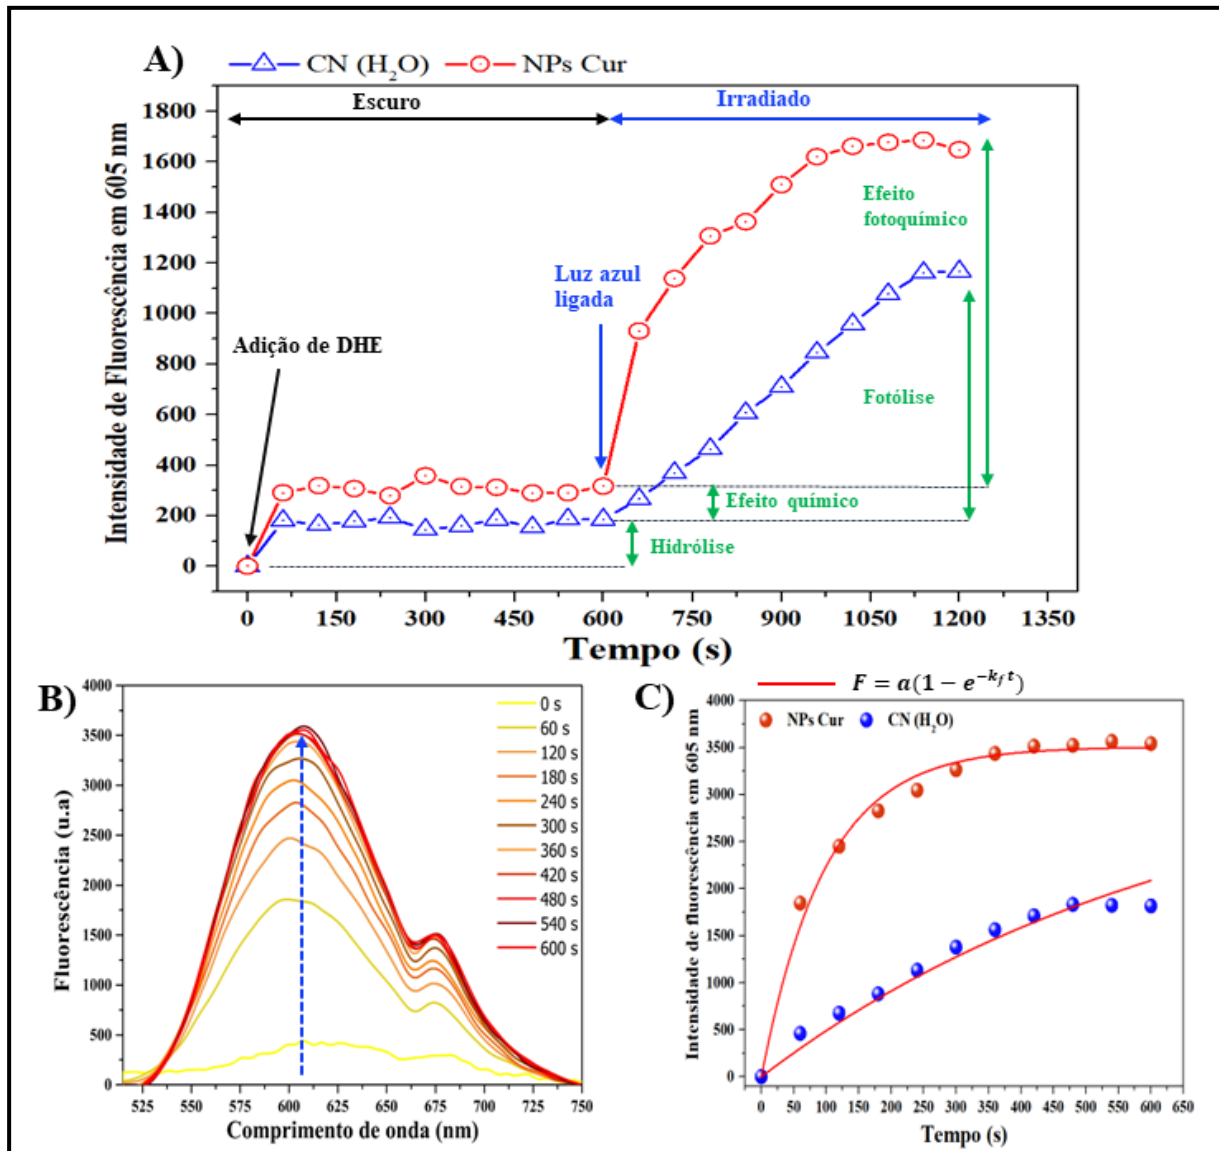 A)
CN (H₂O) NPs Cur
Intensidade de Fluorescência em 605 nm
1800
1600
1400
1200
1000
800
600
400
200
0
Escuro
Irradiado
Efeito
fotoquímico
Luz azul
ligada
Adição de DHE
Fotólise
Efeito químico
Hidrólise
0 150 300 450 600 750 900 1050 1200 1350
Tempo (s)
B)
Fluorescência (u.a)
4000
3500
3000
2500
2000
1500
1000
500
0
0 s
60 s
120 s
180 s
240 s
300 s
360 s
420 s
480 s
540 s
600 s
525 550 575 600 625 650 675 700 725 750
Comprimento de onda (nm)
C)
F = a(1 − e^{−k_f t})
Intensidade de fluorescência em 605 nm
NPs Cur CN (H₂O)
4000
3500
3000
2500
2000
1500
1000
500
0
0 50 100 150 200 250 300 350 400 450 500 550 600 650
Tempo (s)